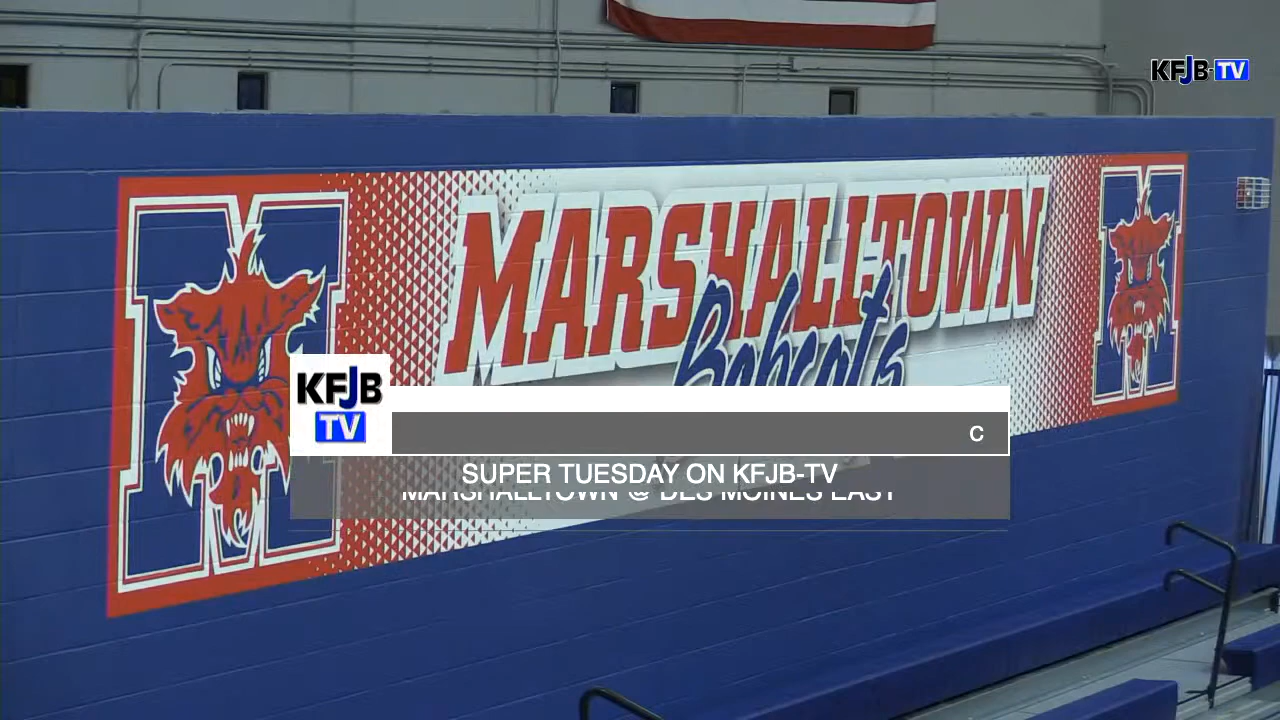 KFJB TV
M
MARSHALLTOWN
Bobcats
M
KFJB
TV
C
SUPER TUESDAY ON KFJB-TV
MARSHALLTOWN @ DES MOINES EAST